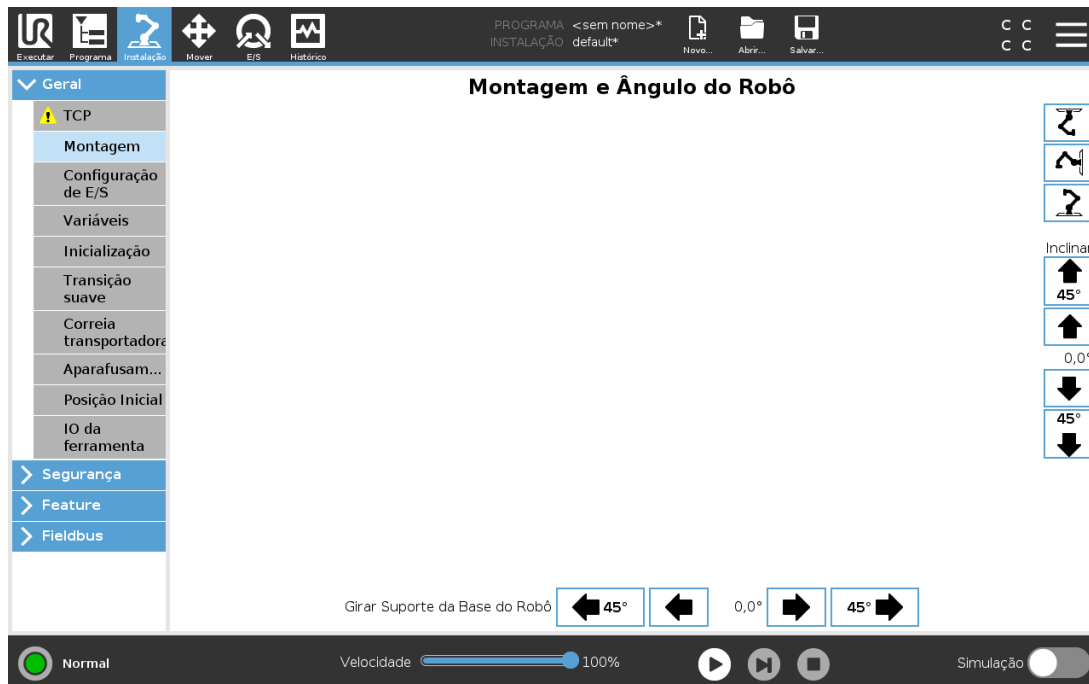 PROGRAMA <sem nome>*
INSTALAÇÃO default*
C C
C C
Executar Programa Instalação Mover E/S Histórico Novo... Abrir... Salvar...
Geral
Montagem e Ângulo do Robô
TCP
Montagem
Configuração
de E/S
Variáveis
Inicialização
Transição
suave
Correia
transportadora
Aparafusam...
Posição Inicial
IO da
ferramenta
Segurança
Feature
Fieldbus
Inclinar
45°
0,0°
45°
Girar Suporte da Base do Robô 45° 0,0° 45°
Normal Velocidade 100% Simulação